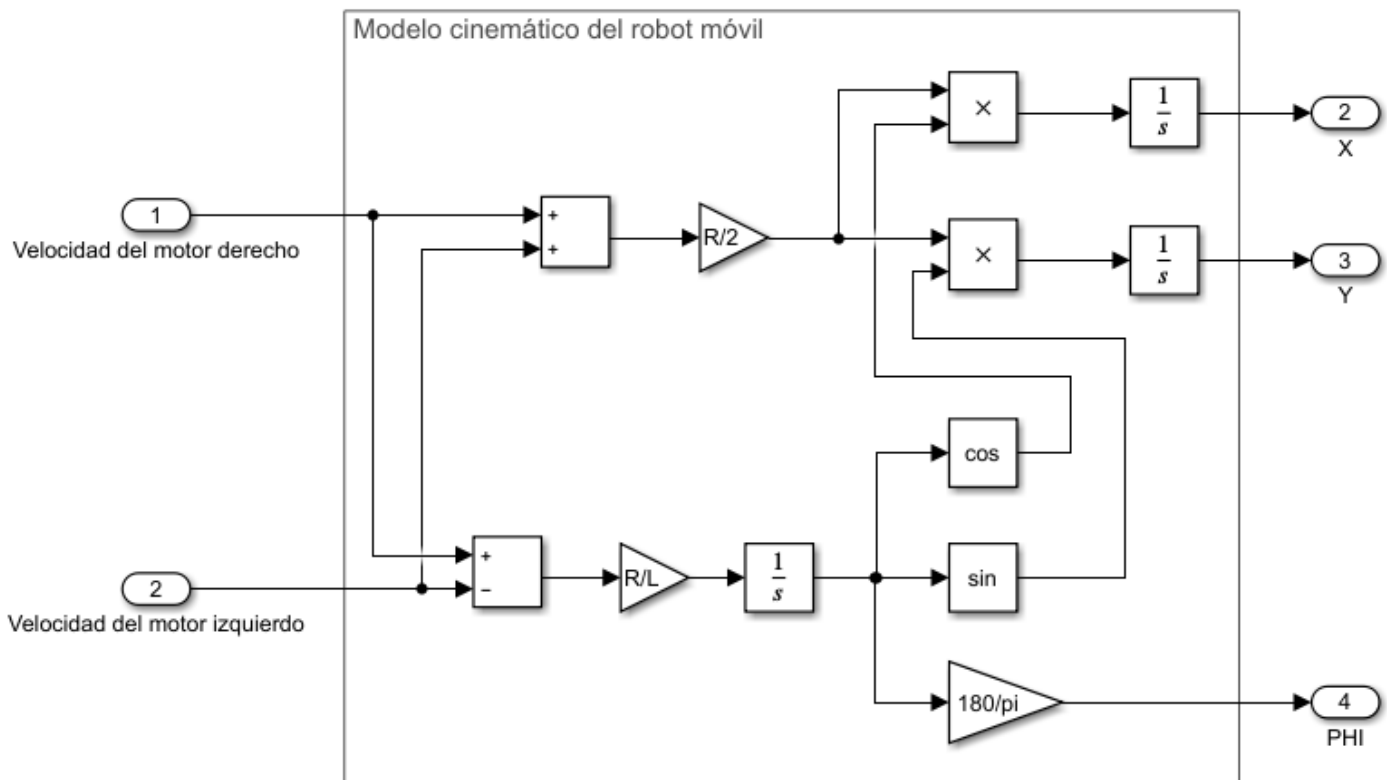 Modelo cinemático del robot móvil
×
1
s
2
X
1
Velocidad del motor derecho
+
+
R/2
×
1
s
3
Y
cos
+
−
R/L
1
s
sin
2
Velocidad del motor izquierdo
180/pi
4
PHI